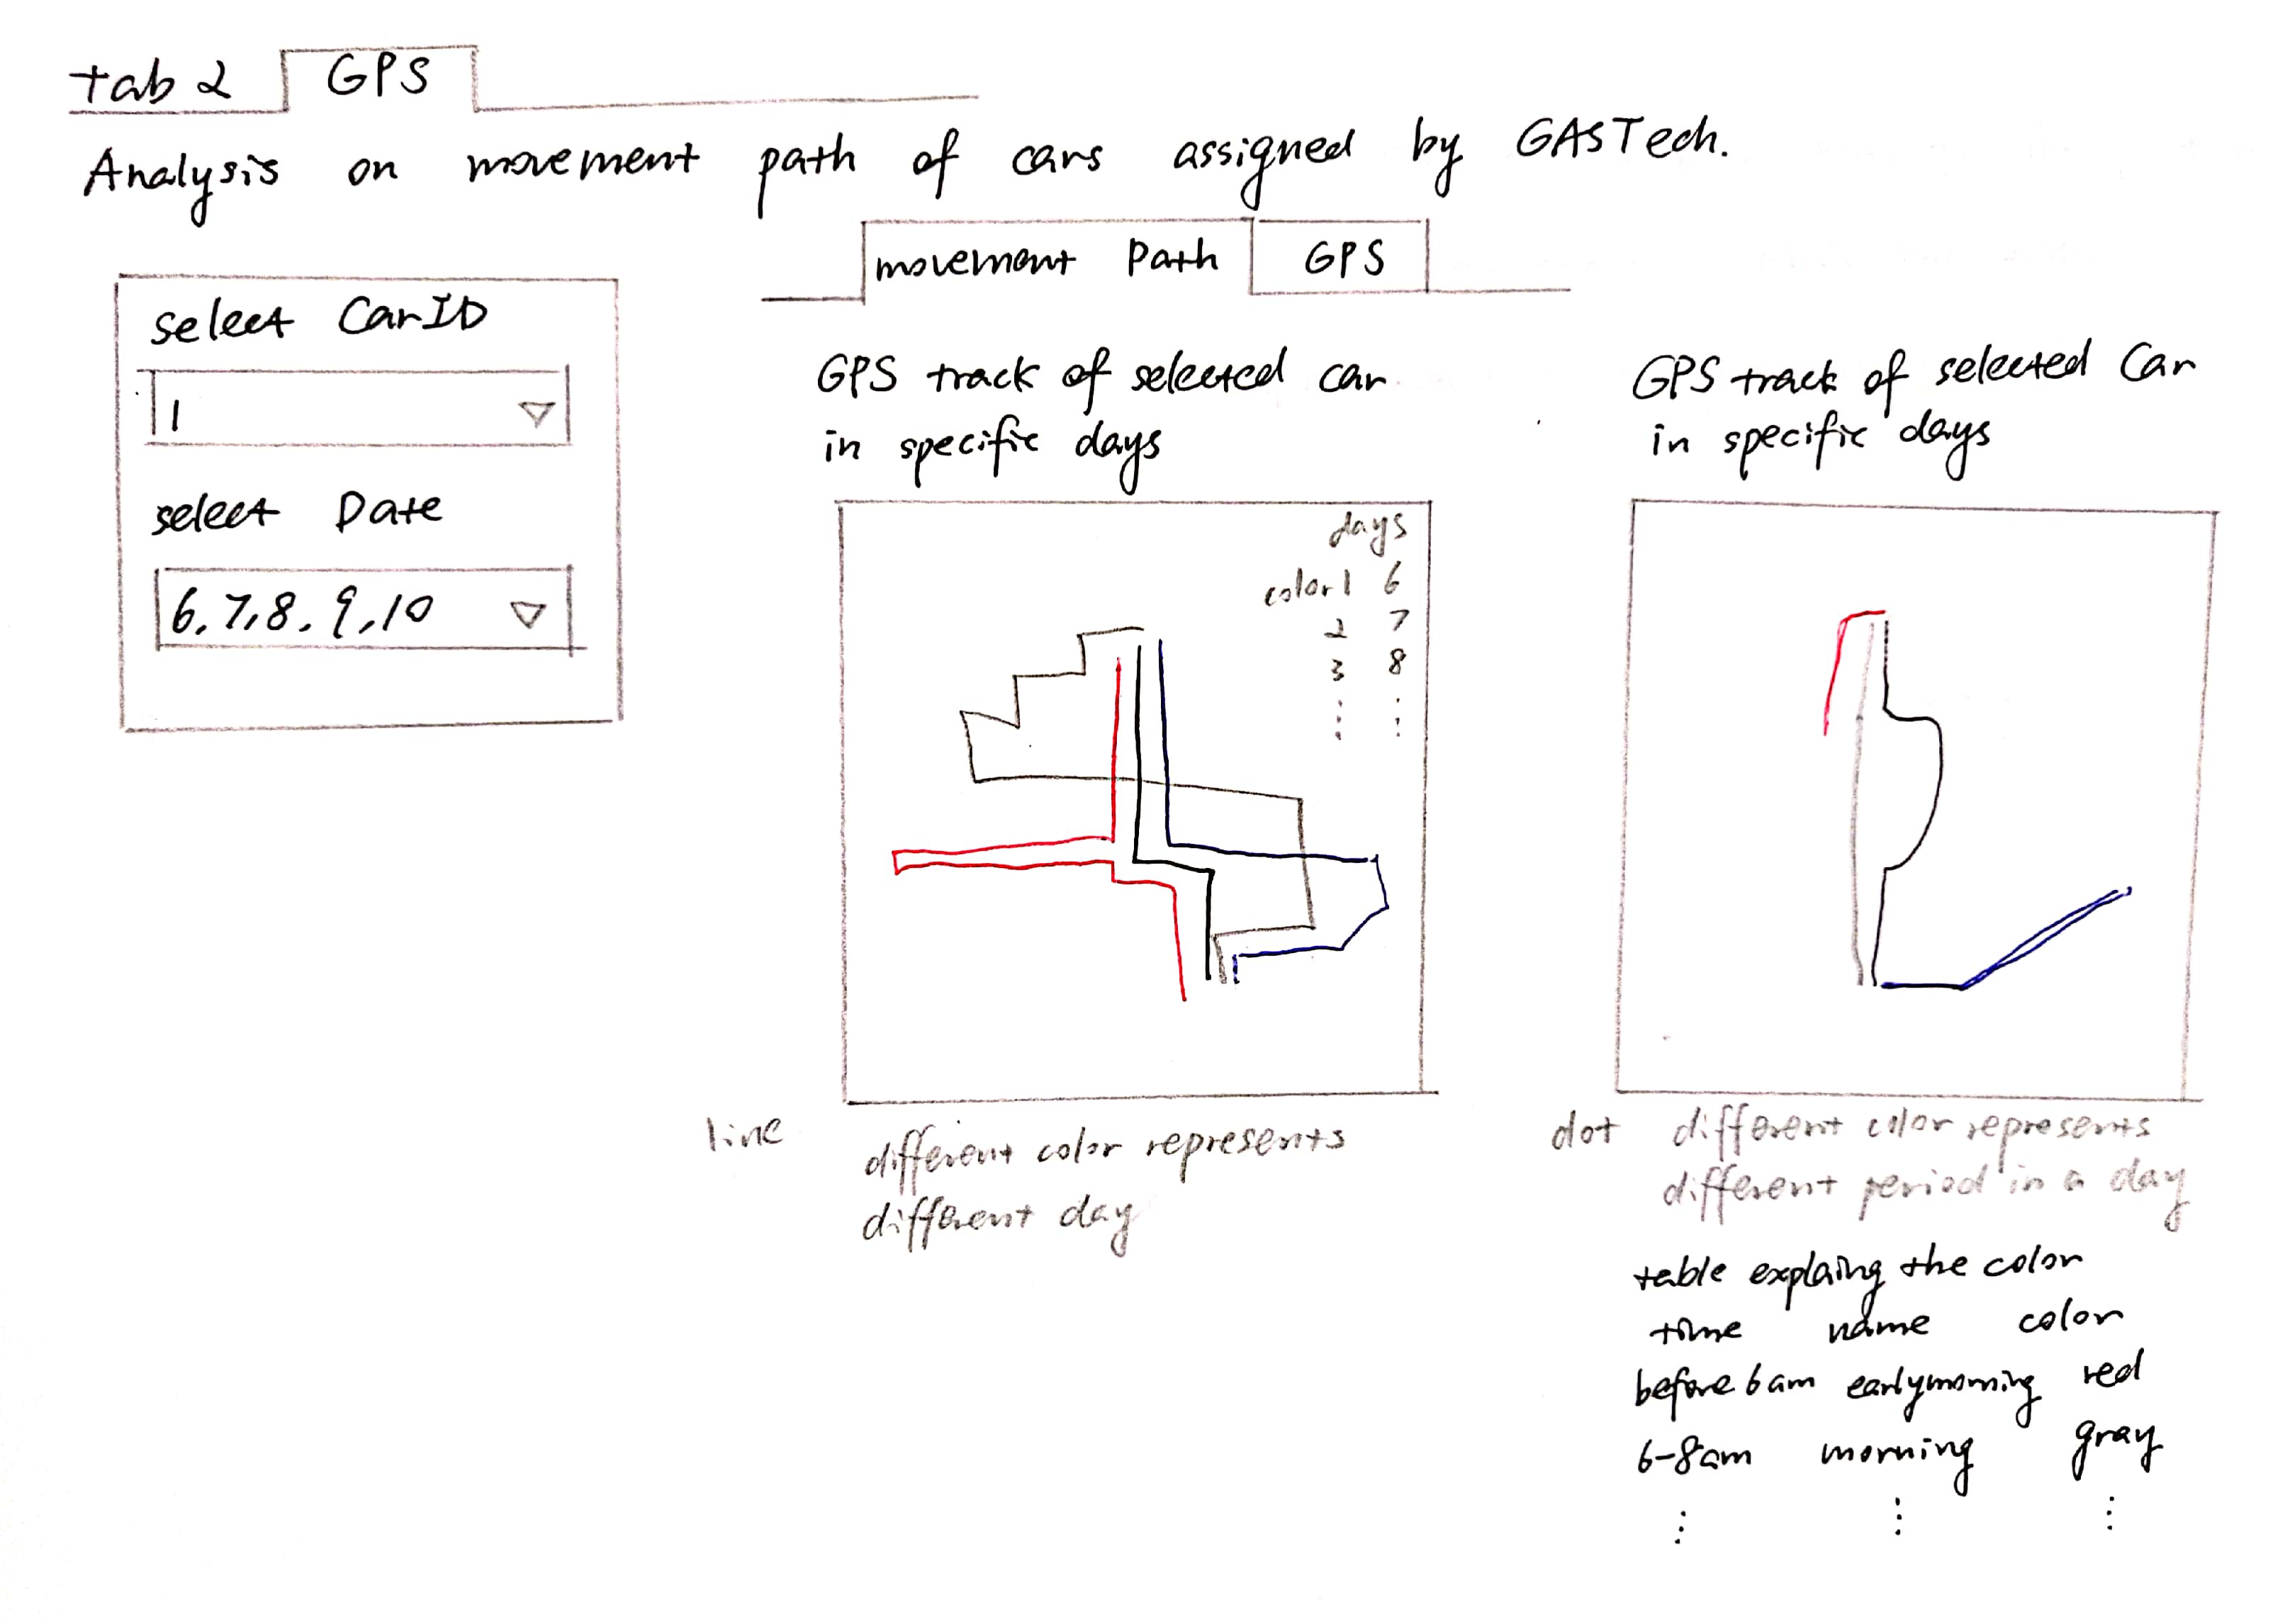 tab 2 GPS
Analysis on movement path of cars assigned by GASTech.
movement Path GPS
select CarID
1
select Date
6,7,8,9,10
GPS track of selected car
in specific days
days
color1 6
2 7
3 8
⋮ ⋮
line
different color represents
different day
GPS track of selected Car
in specific days
dot different color represents
different period in a day
table explaing the color
time name color
before 6am earlymorning red
6-8am morning gray
⋮ ⋮ ⋮